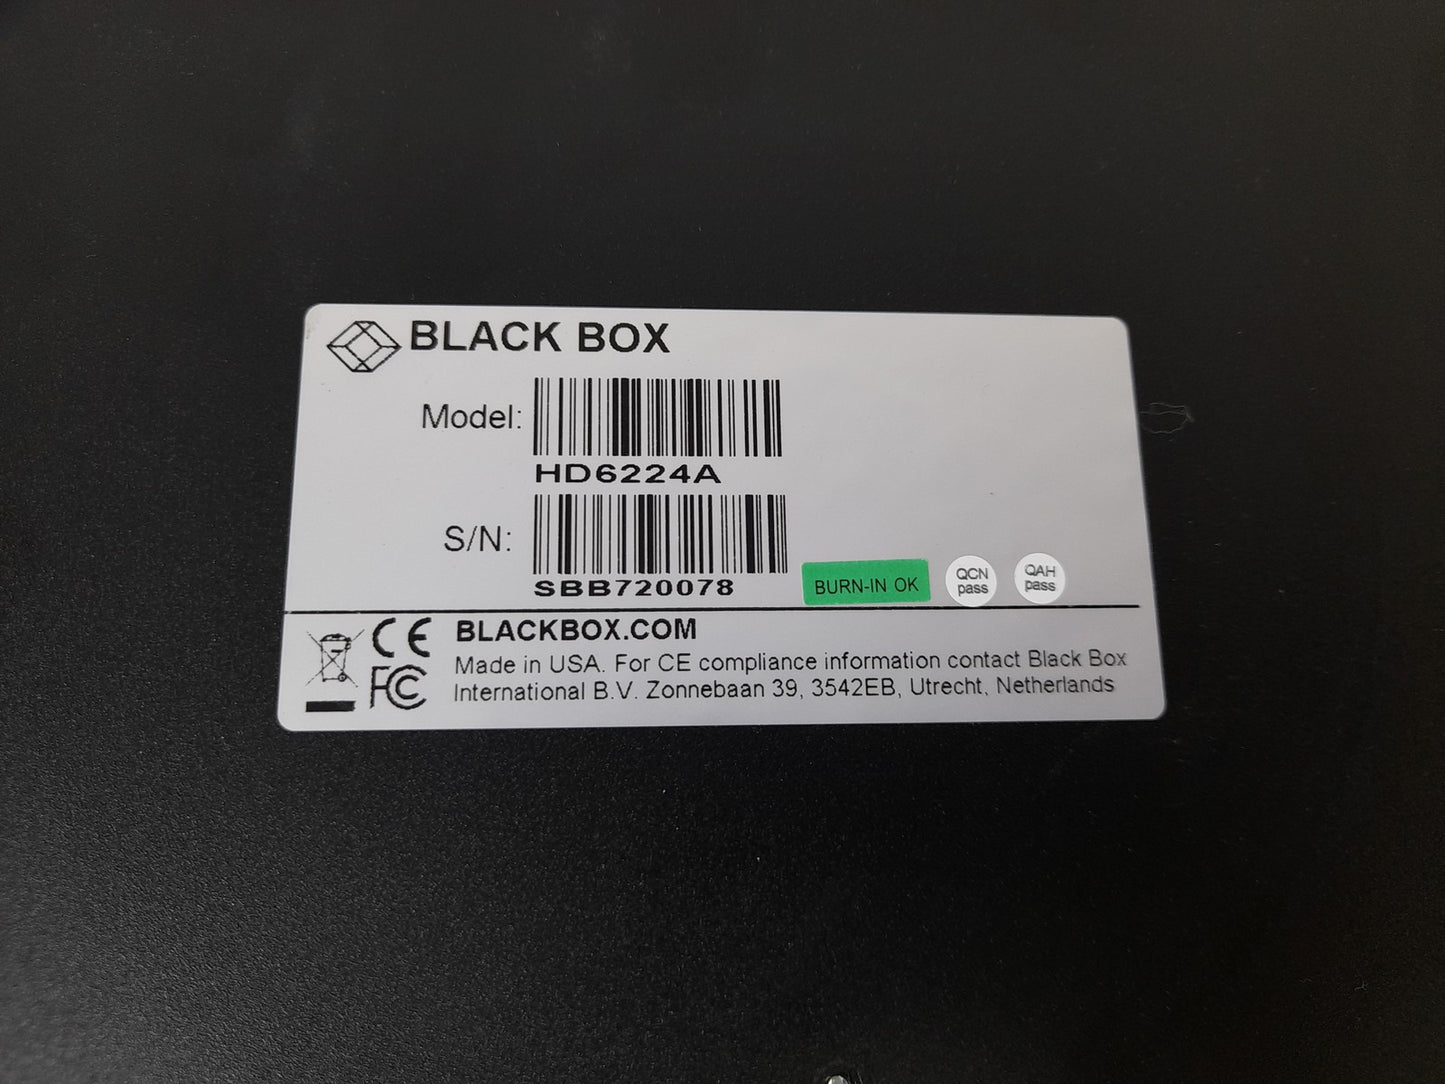 BLACK BOX
Model:
HD6224A
S/N:
SBB720078
BURN-IN OK
QCN
pass
QAH
pass
CE
FC
BLACKBOX.COM
Made in USA. For CE compliance information contact Black Box
International B.V. Zonnebaan 39, 3542EB, Utrecht, Netherlands